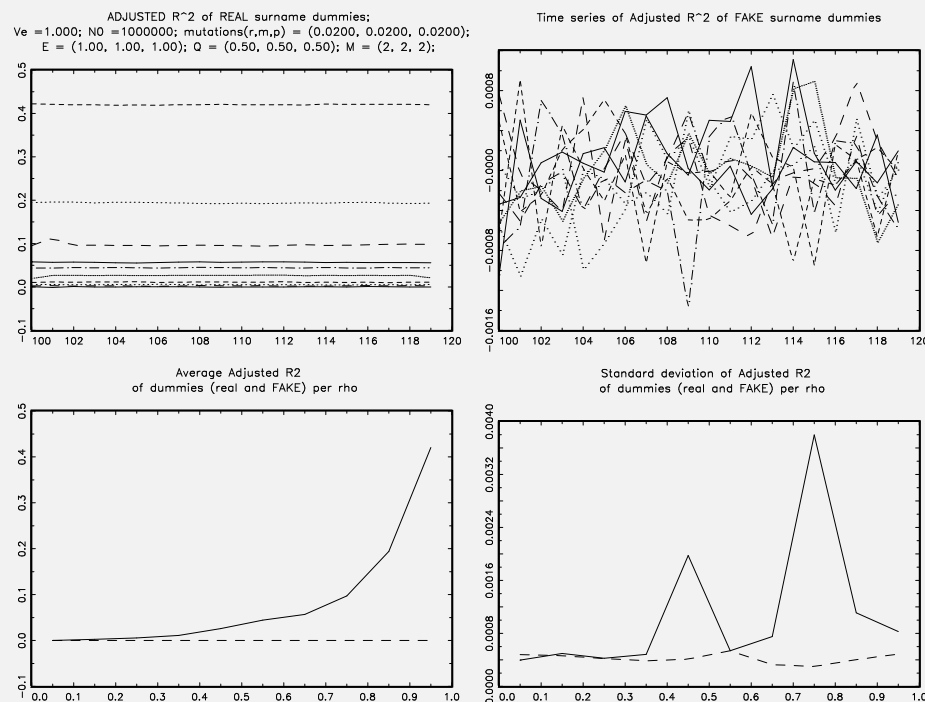 ADJUSTED R^2 of REAL surname dummies;
Ve =1.000; N0 =1000000; mutations(r,m,p) = (0.0200, 0.0200, 0.0200);
E = (1.00, 1.00, 1.00); Q = (0.50, 0.50, 0.50); M = (2, 2, 2);
0.5
0.4
0.3
0.2
0.1
0.0
-0.1
100 102 104 106 108 110 112 114 116 118 120
Time series of Adjusted R^2 of FAKE surname dummies
0.0008
-0.0000
-0.0008
-0.0016
100 102 104 106 108 110 112 114 116 118 120
Average Adjusted R2
of dummies (real and FAKE) per rho
0.5
0.4
0.3
0.2
0.1
0.0
-0.1
0.0 0.1 0.2 0.3 0.4 0.5 0.6 0.7 0.8 0.9 1.0
Standard deviation of Adjusted R2
of dummies (real and FAKE) per rho
0.0040
0.0032
0.0024
0.0016
0.0008
0.0000
0.0 0.1 0.2 0.3 0.4 0.5 0.6 0.7 0.8 0.9 1.0